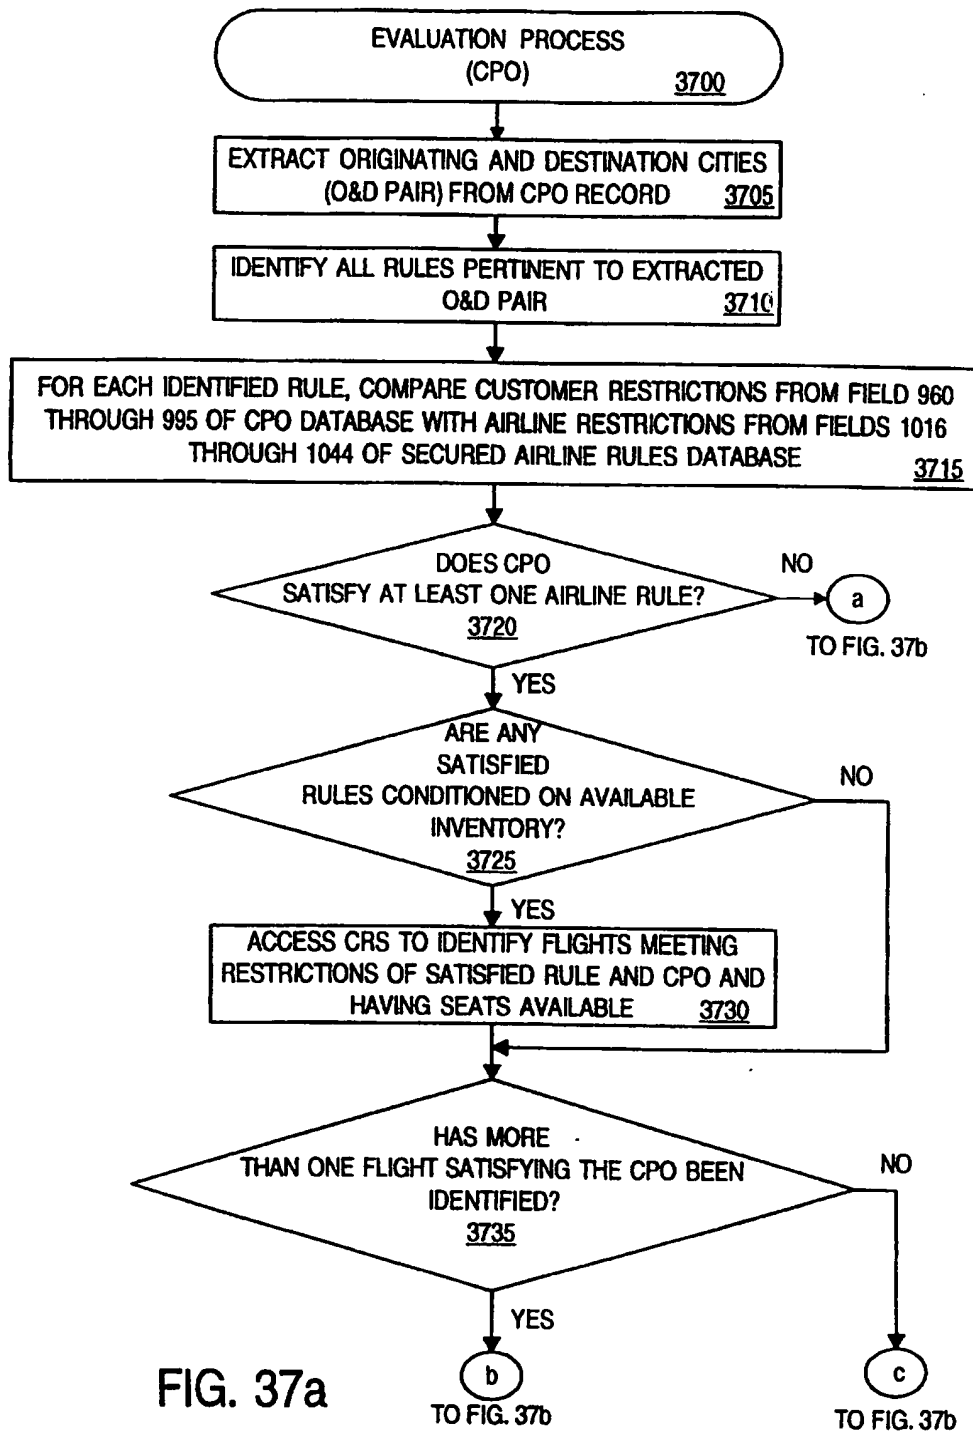 EVALUATION PROCESS
(CPO)
3700
EXTRACT ORIGINATING AND DESTINATION CITIES
(O&D PAIR) FROM CPO RECORD 3705
IDENTIFY ALL RULES PERTINENT TO EXTRACTED
O&D PAIR 3710
FOR EACH IDENTIFIED RULE, COMPARE CUSTOMER RESTRICTIONS FROM FIELD 960
THROUGH 995 OF CPO DATABASE WITH AIRLINE RESTRICTIONS FROM FIELDS 1016
THROUGH 1044 OF SECURED AIRLINE RULES DATABASE 3715
DOES CPO
SATISFY AT LEAST ONE AIRLINE RULE?
3720
NO
a
TO FIG. 37b
YES
ARE ANY
SATISFIED
RULES CONDITIONED ON AVAILABLE
INVENTORY?
3725
NO
YES
ACCESS CRS TO IDENTIFY FLIGHTS MEETING
RESTRICTIONS OF SATISFIED RULE AND CPO AND
HAVING SEATS AVAILABLE 3730
HAS MORE
THAN ONE FLIGHT SATISFYING THE CPO BEEN
IDENTIFIED?
3735
NO
YES
b
TO FIG. 37b
c
TO FIG. 37b
FIG. 37a